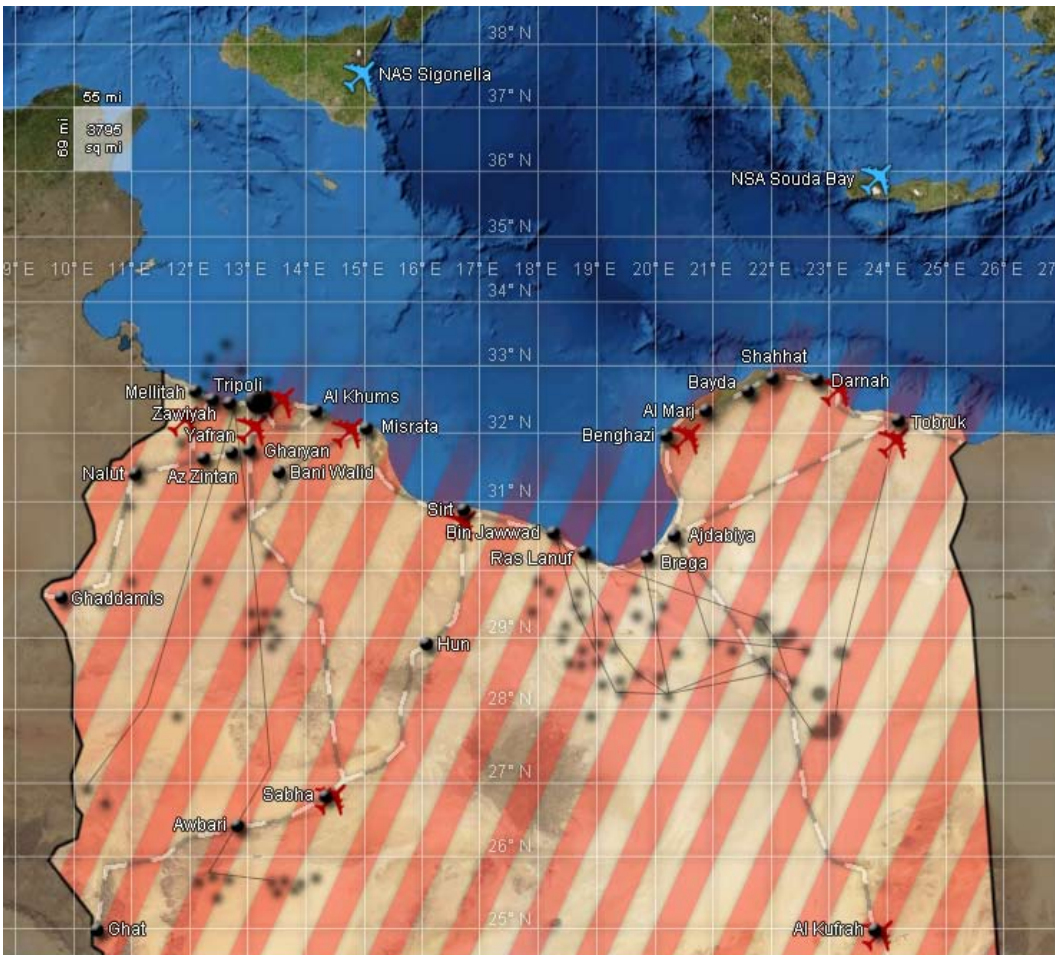 38° N
NAS Sigonella
37° N
55 mi
69 mi
3795
sq mi
36° N
NSA Souda Bay
35° N
9°E 10°E 11°E 12°E 13°E 14°E 15°E 16°E 17°E 18°E 19°E 20°E 21°E 22°E 23°E 24°E 25°E 26°E 27
34° N
33° N
Shahhat
Mellitah
Tripoli
Bayda
Darnah
Al Khums
Zawiyah
Al Marj
Misrata
Tobruk
Yafran
Benghazi
Gharyan
Nalut
Az Zintan
Bani Walid
32° N
31° N
Sirt
Bin Jawwad
Ajdabiya
Ras Lanuf
Brega
Ghaddamis
29° N
Hun
28° N
27° N
Sabha
Awbari
26° N
25° N
Ghat
Al Kufrah